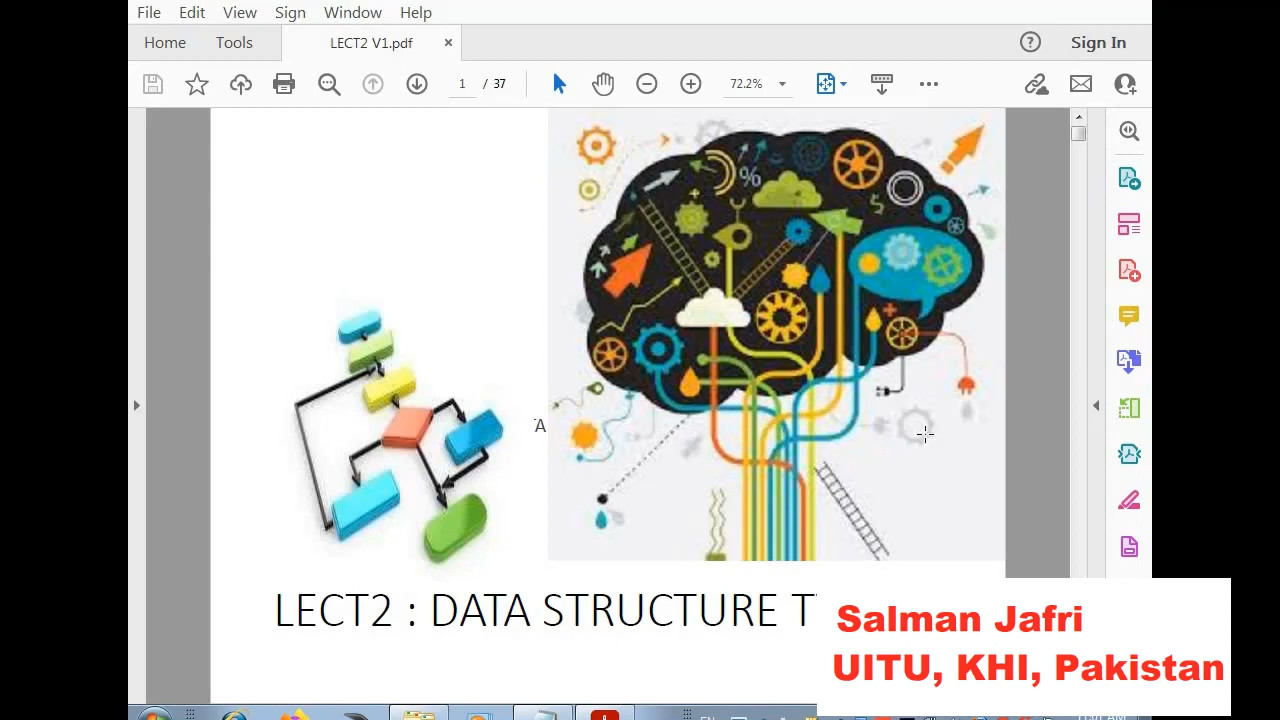 File Edit View Sign Window Help
Home Tools LECT2 V1.pdf × Sign In
1 / 37 72.2%
%
$
A
LECT2 : DATA STRUCTURE
Salman Jafri
UITU, KHI, Pakistan
EN